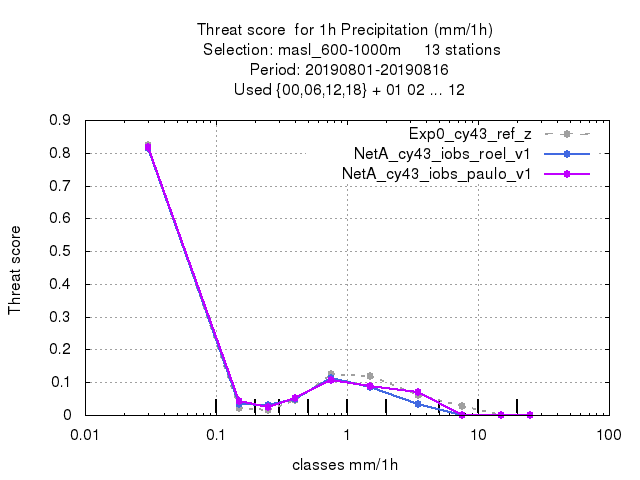 Threat score  for 1h Precipitation (mm/1h)
Selection: masl_600-1000m     13 stations
Period: 20190801-20190816
Used {00,06,12,18} + 01 02 ... 12
Exp0_cy43_ref_z
NetA_cy43_iobs_roel_v1
NetA_cy43_iobs_paulo_v1
Threat score
0.9
0.8
0.7
0.6
0.5
0.4
0.3
0.2
0.1
0
0.01 0.1 1 10 100
classes mm/1h